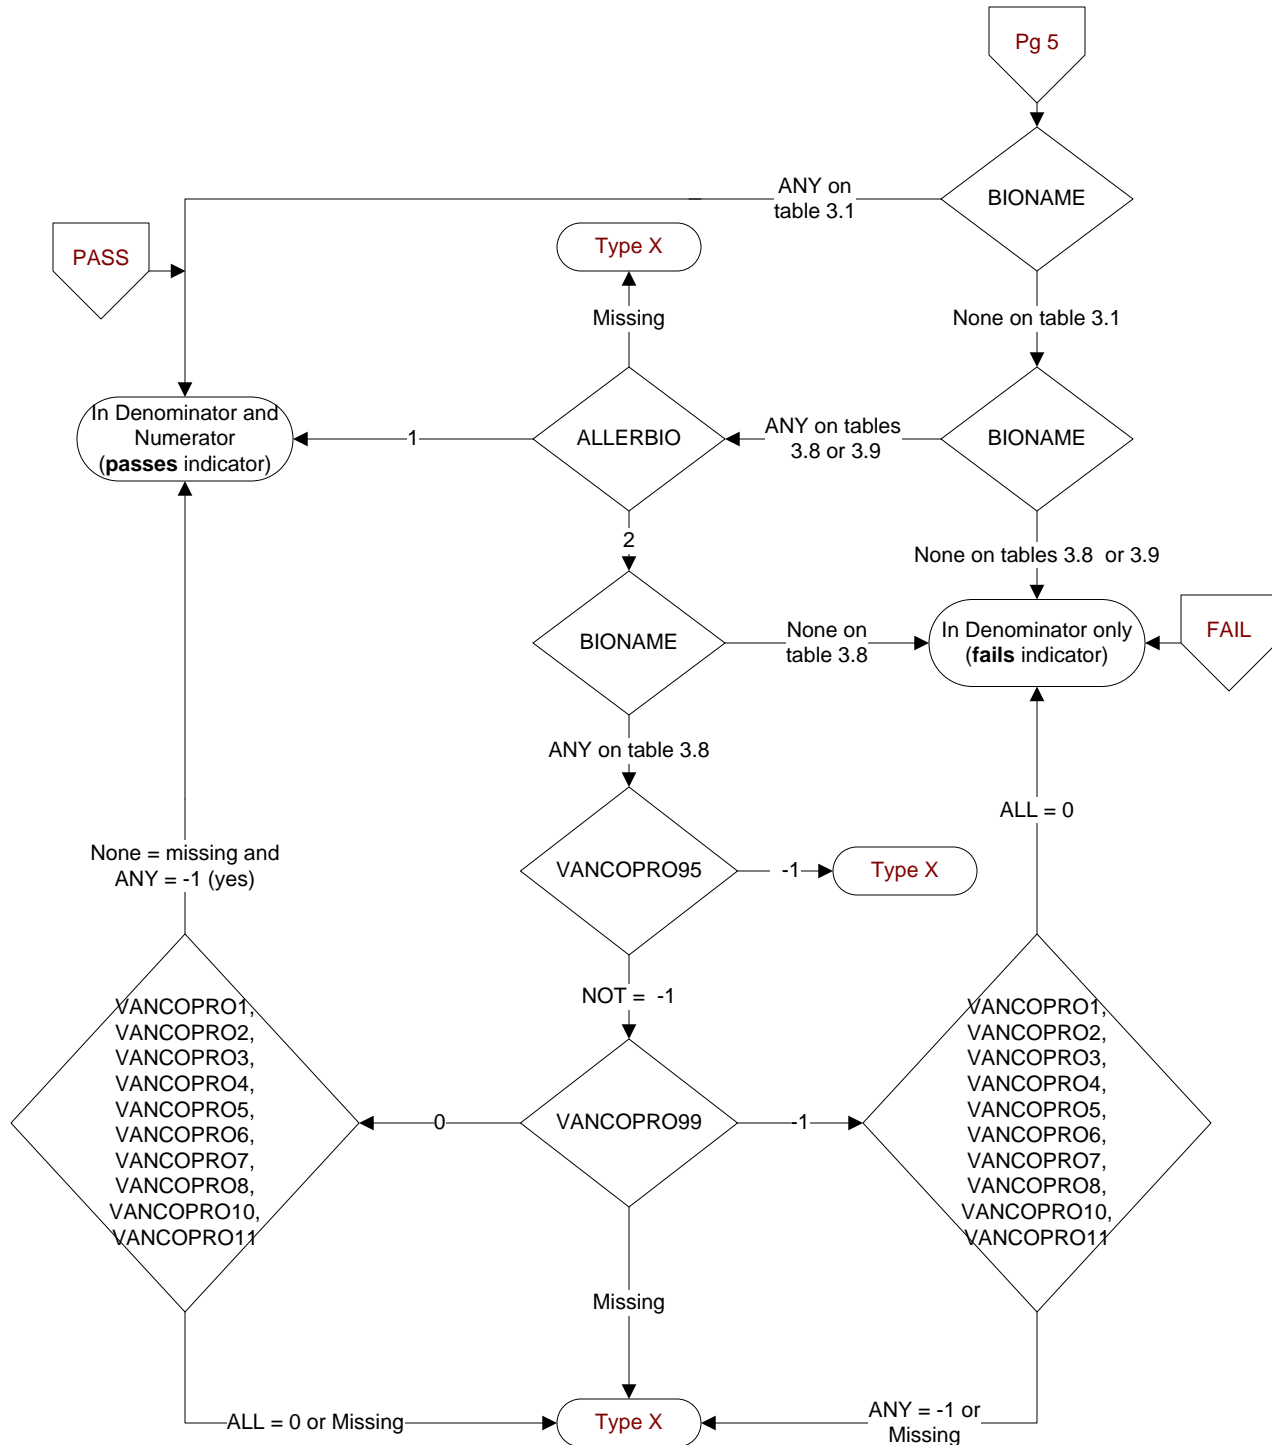 Pg 5
BIONAME
ANY on
table 3.1
PASS
Type X
Missing
None on table 3.1
In Denominator and
Numerator
(passes indicator)
1
ALLERBIO
ANY on tables
3.8 or 3.9
BIONAME
2
None on tables 3.8 or 3.9
BIONAME
None on
table 3.8
In Denominator only
(fails indicator)
FAIL
ANY on table 3.8
ALL = 0
None = missing and
ANY = -1 (yes)
VANCOPRO95
-1
Type X
NOT = -1
VANCOPRO1,
VANCOPRO2,
VANCOPRO3,
VANCOPRO4,
VANCOPRO5,
VANCOPRO6,
VANCOPRO7,
VANCOPRO8,
VANCOPRO10,
VANCOPRO11
0
VANCOPRO99
-1
VANCOPRO1,
VANCOPRO2,
VANCOPRO3,
VANCOPRO4,
VANCOPRO5,
VANCOPRO6,
VANCOPRO7,
VANCOPRO8,
VANCOPRO10,
VANCOPRO11
Missing
ALL = 0 or Missing
Type X
ANY = -1 or
Missing